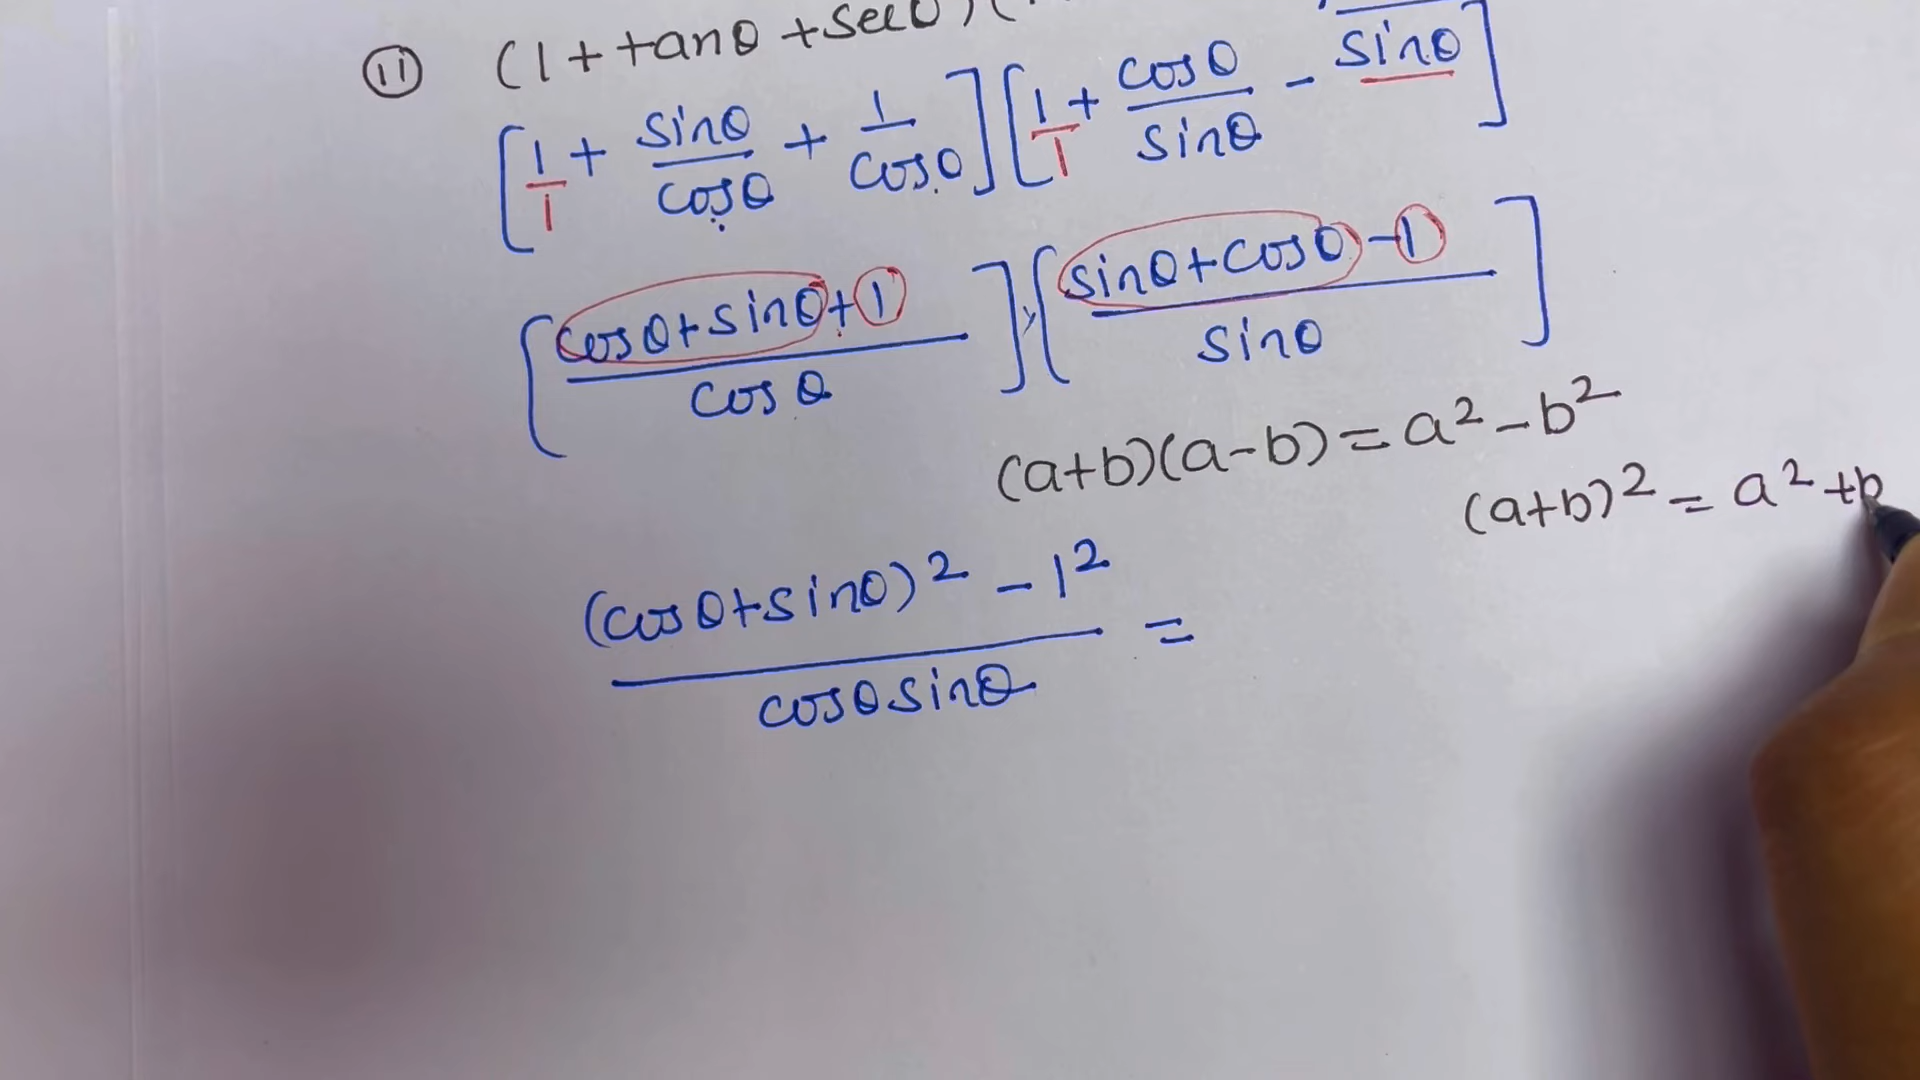 (ii) (1 + tanθ + secθ)(
[1/1 + sinθ/cosθ + 1/cosθ] [1/1 + cosθ/sinθ - /sinθ]
[cosθ + sinθ + 1/cosθ] × [sinθ + cosθ - 1/sinθ]
(a+b)(a-b) = a² - b²
(a+b)² = a² + b
(cosθ + sinθ)² - 1²/cosθ sinθ =